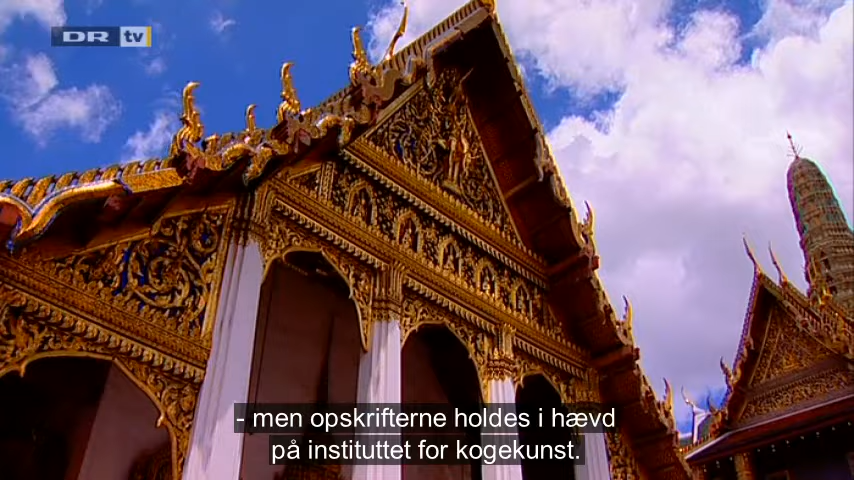 DR tv
- men opskrifterne holdes i hævd
på instituttet for kogekunst.